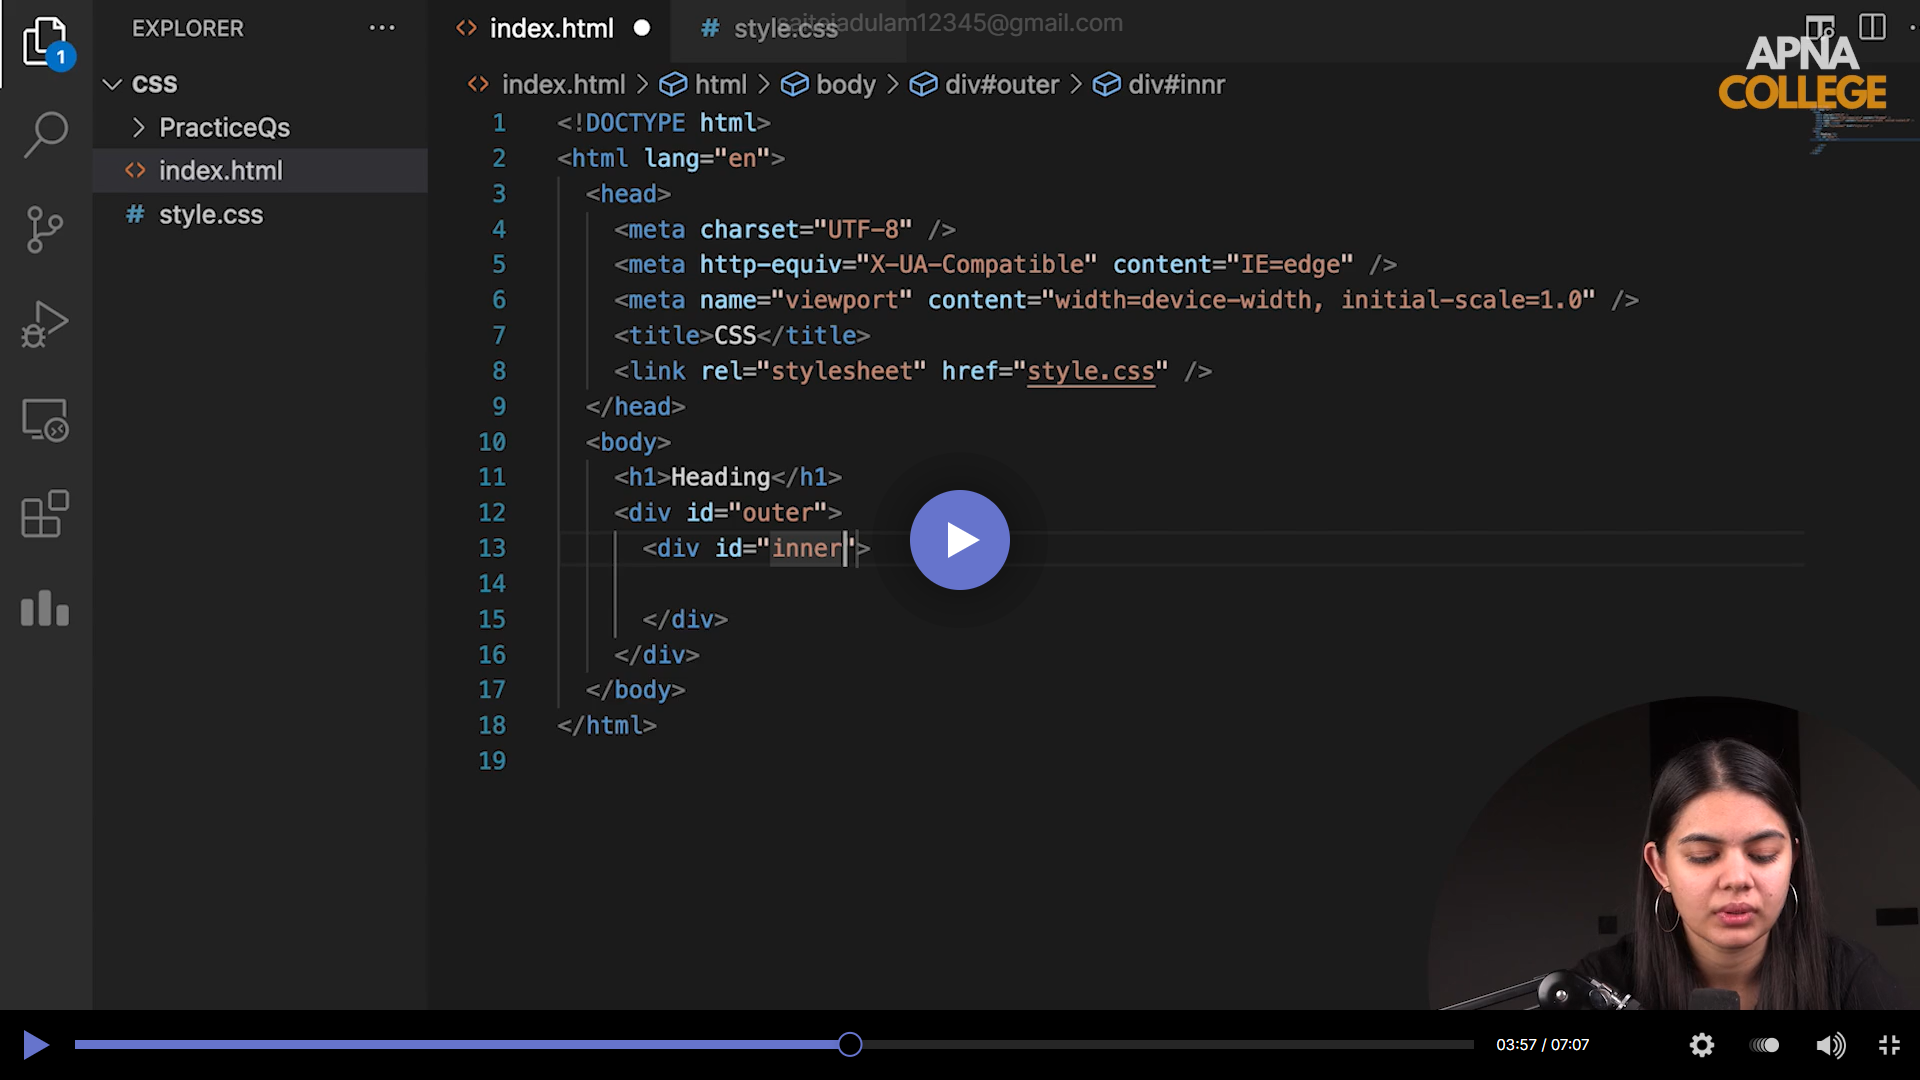 EXPLORER
index.html
style.css
saitejadulam12345@gmail.com
APNA
COLLEGE
1
CSS
PracticeQs
index.html
style.css
index.html > html > body > div#outer > div#innr
1 <!DOCTYPE html>
2 <html lang="en">
3 <head>
4 <meta charset="UTF-8" />
5 <meta http-equiv="X-UA-Compatible" content="IE=edge" />
6 <meta name="viewport" content="width=device-width, initial-scale=1.0" />
7 <title>CSS</title>
8 <link rel="stylesheet" href="style.css" />
9 </head>
10 <body>
11 <h1>Heading</h1>
12 <div id="outer">
13 <div id="inner">
14
15 </div>
16 </div>
17 </body>
18 </html>
19
03:57 / 07:07